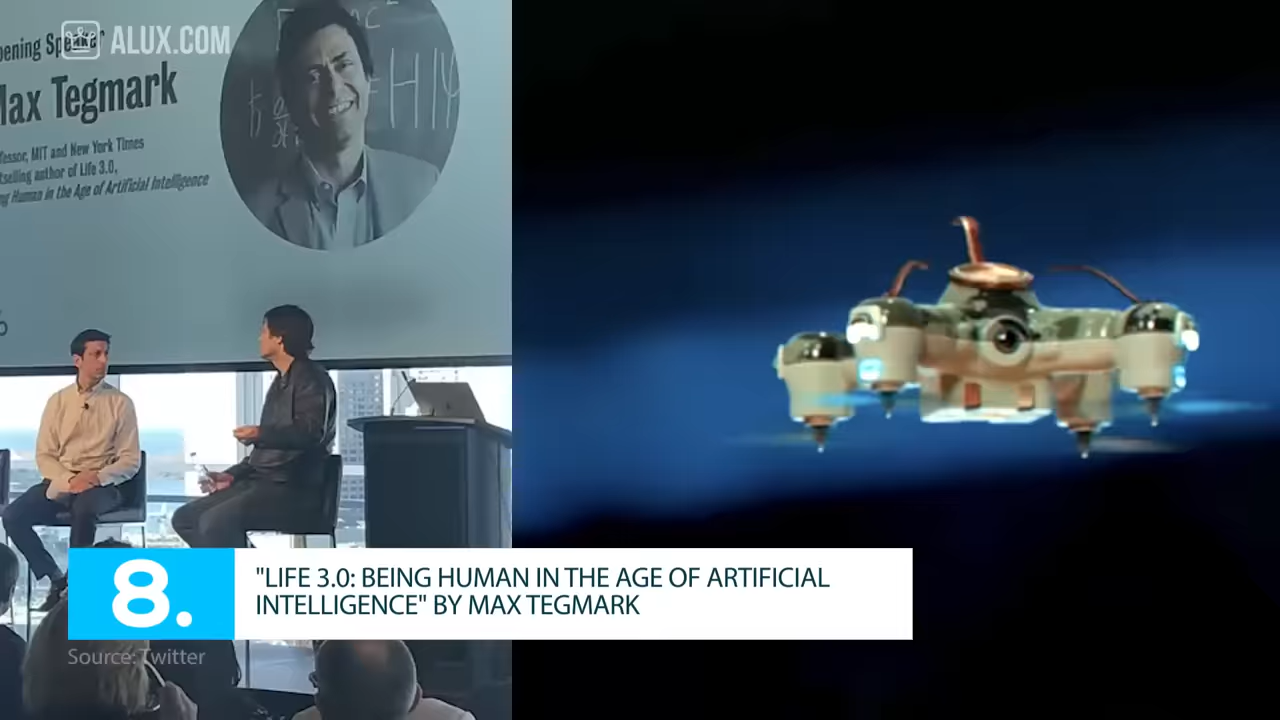 ALUX.COM
pening Speaker
Max Tegmark
fessor, MIT and New York Times
tselling author of Life 3.0,
ng Human in the Age of Artificial Intelligence
8.
"LIFE 3.0: BEING HUMAN IN THE AGE OF ARTIFICIAL
INTELLIGENCE" BY MAX TEGMARK
Source: Twitter